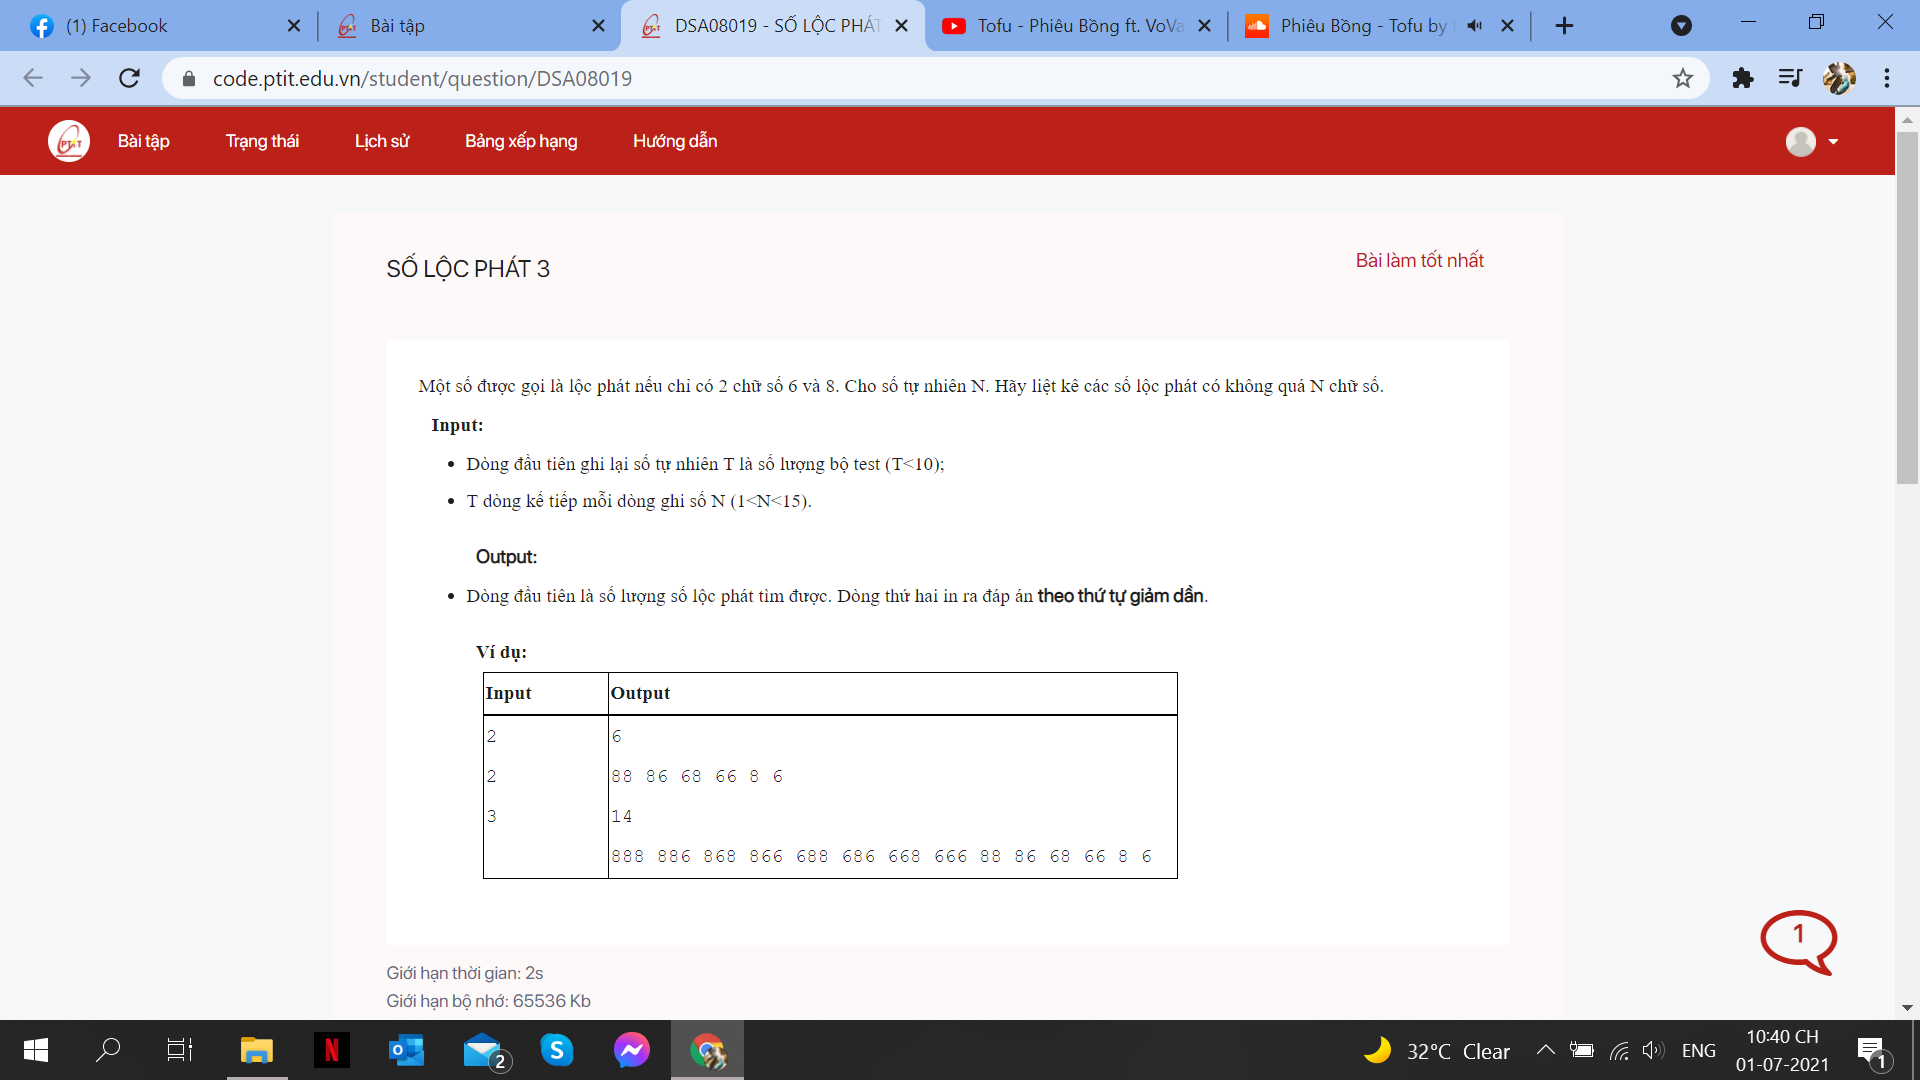 (1) Facebook
Bài tập
DSA08019 - SỐ LỘC PHÁT
Tofu - Phiêu Bồng ft. VoVa
Phiêu Bồng - Tofu by
code.ptit.edu.vn/student/question/DSA08019
PTIT
Bài tập
Trạng thái
Lịch sử
Bảng xếp hạng
Hướng dẫn
SỐ LỘC PHÁT 3
Bài làm tốt nhất
Một số được gọi là lộc phát nếu chỉ có 2 chữ số 6 và 8. Cho số tự nhiên N. Hãy liệt kê các số lộc phát có không quá N chữ số.
Input:
• Dòng đầu tiên ghi lại số tự nhiên T là số lượng bộ test (T<10);
• T dòng kế tiếp mỗi dòng ghi số N (1<N<15).
Output:
• Dòng đầu tiên là số lượng số lộc phát tìm được. Dòng thứ hai in ra đáp án theo thứ tự giảm dần.
Ví dụ:
Input Output
2 6
2 88 86 68 66 8 6
3 14
888 886 868 866 688 686 668 666 88 86 68 66 8 6
1
Giới hạn thời gian: 2s
Giới hạn bộ nhớ: 65536 Kb
2
32°C Clear
ENG
10:40 CH
01-07-2021
1